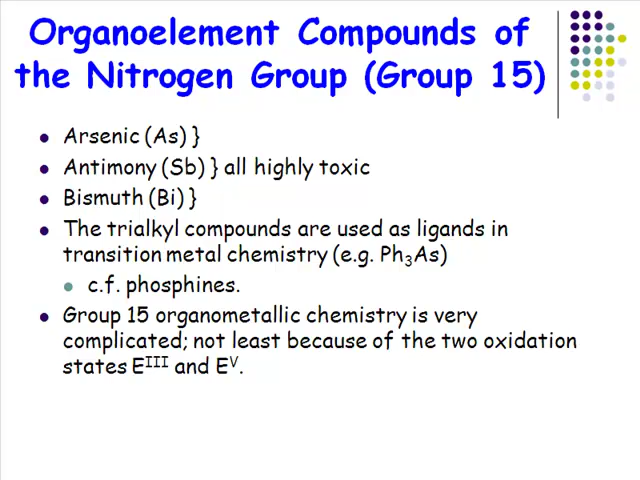 Organoelement Compounds of
the Nitrogen Group (Group 15)
Arsenic (As) }
Antimony (Sb) } all highly toxic
Bismuth (Bi) }
The trialkyl compounds are used as ligands in
transition metal chemistry (e.g. Ph₃As)
c.f. phosphines.
Group 15 organometallic chemistry is very
complicated; not least because of the two oxidation
states Eᴵᴵᴵ and Eⱽ.